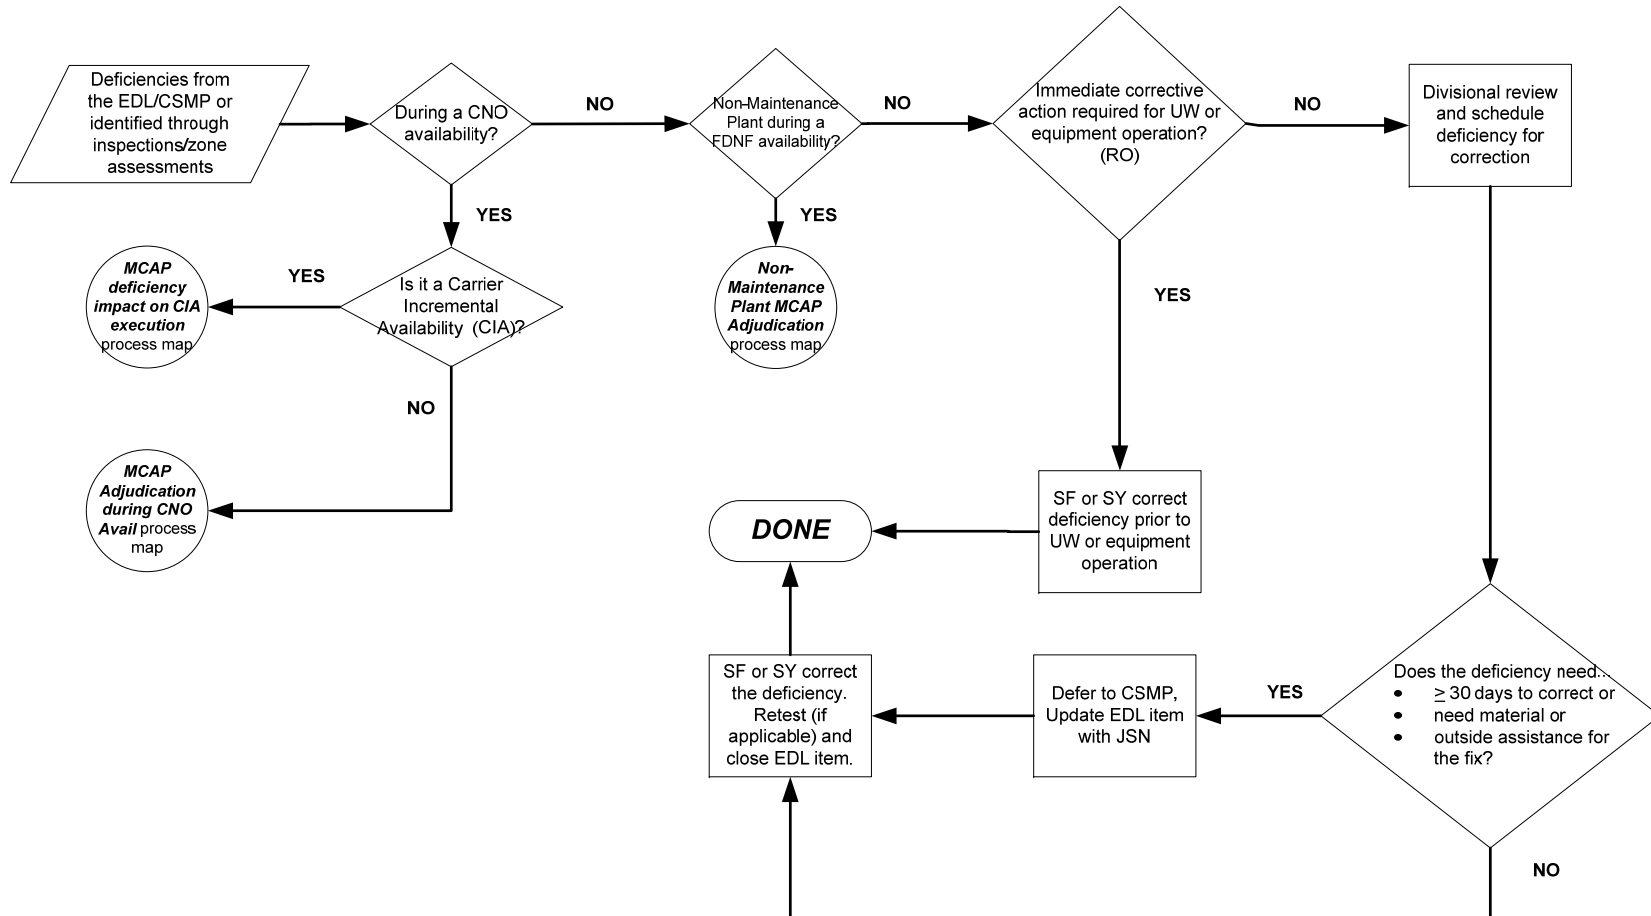 Deficiencies from
the EDL/CSMP or
identified through
inspections/zone
assessments
During a CNO
availability?
NO
Non-Maintenance
Plant during a
FDNF availability?
NO
Immediate corrective
action required for UW or
equipment operation?
(RO)
NO
Divisional review
and schedule
deficiency for
correction
YES
YES
YES
MCAP
deficiency
impact on CIA
execution
process map
YES
Is it a Carrier
Incremental
Availability (CIA)?
Non-
Maintenance
Plant MCAP
Adjudication
process map
NO
MCAP
Adjudication
during CNO
Avail process
map
DONE
SF or SY correct
deficiency prior to
UW or equipment
operation
SF or SY correct
the deficiency.
Retest (if
applicable) and
close EDL item.
Defer to CSMP,
Update EDL item
with JSN
YES
Does the deficiency need...
• ≥ 30 days to correct or
• need material or
• outside assistance for
the fix?
NO